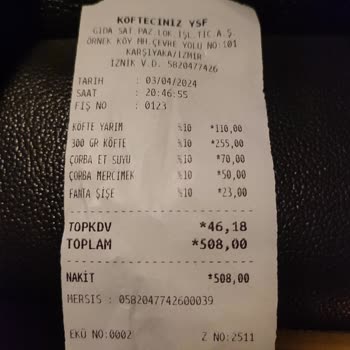 KÖFTECİNİZ YSF
GIDA SAT.PAZ.LOK.İŞL.TİC.A.Ş.
ÖRNEK KÖY MH.ÇEVRE YOLU NO:101
KARŞIYAKA/İZMİR
İZNİK V.D. 5820477426
TARİH : 03/04/2024
SAAT : 20:46:55
FİŞ NO : 0123
KÖFTE YARIM %10 *110,00
300 GR KÖFTE %10 *255,00
ÇORBA ET SUYU %10 *70,00
ÇORBA MERCİMEK %10 *50,00
FANTA ŞİŞE %10 *23,00
TOPKDV *46,18
TOPLAM *508,00
NAKİT *508,00
MERSIS : 0582047742600039
EKÜ NO:0002 Z NO:2511